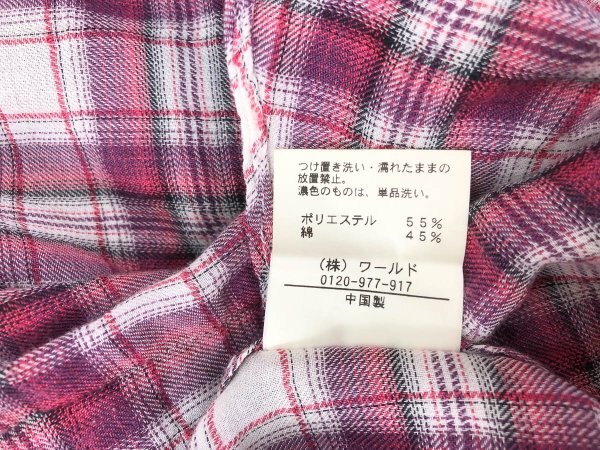 つけ置き洗い・濡れたままの
放置禁止。
濃色のものは、単品洗い。
ポリエステル ５５％
綿 ４５％
（株）ワールド
0120-977-917
中国製